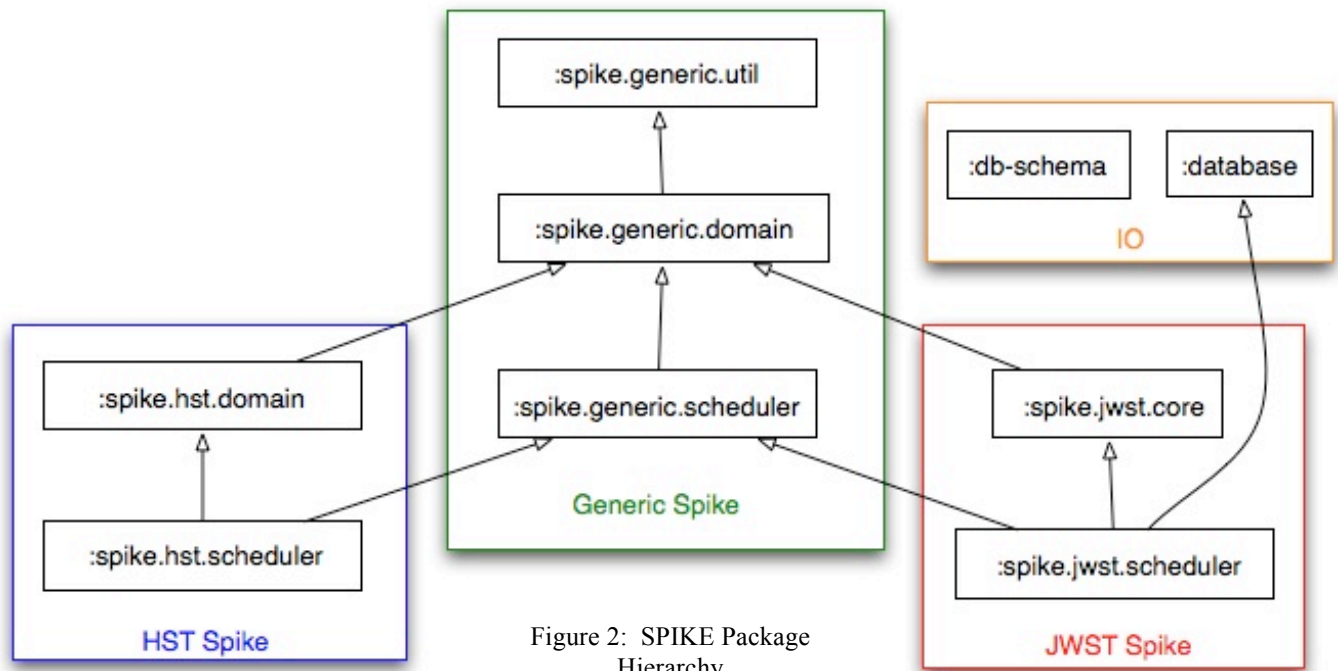 :spike.generic.util
:db-schema
:database
:spike.generic.domain
IO
:spike.hst.domain
:spike.generic.scheduler
:spike.jwst.core
Generic Spike
:spike.hst.scheduler
:spike.jwst.scheduler
HST Spike
JWST Spike
Figure 2: SPIKE Package
Hierarchy